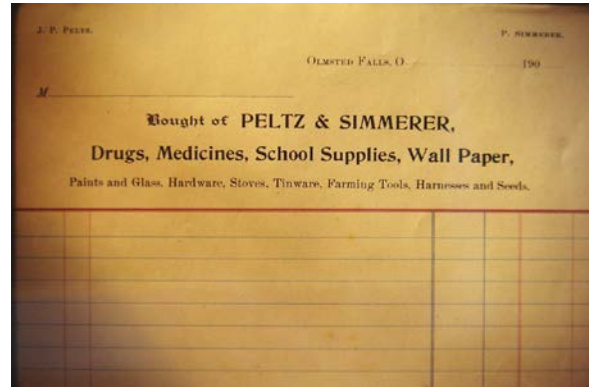 J. P. PELTZ.
P. SIMMERER.
OLMSTED FALLS, O. 190
M
Bought of PELTZ & SIMMERER,
Drugs, Medicines, School Supplies, Wall Paper,
Paints and Glass, Hardware, Stoves, Tinware, Farming Tools, Harnesses and Seeds.